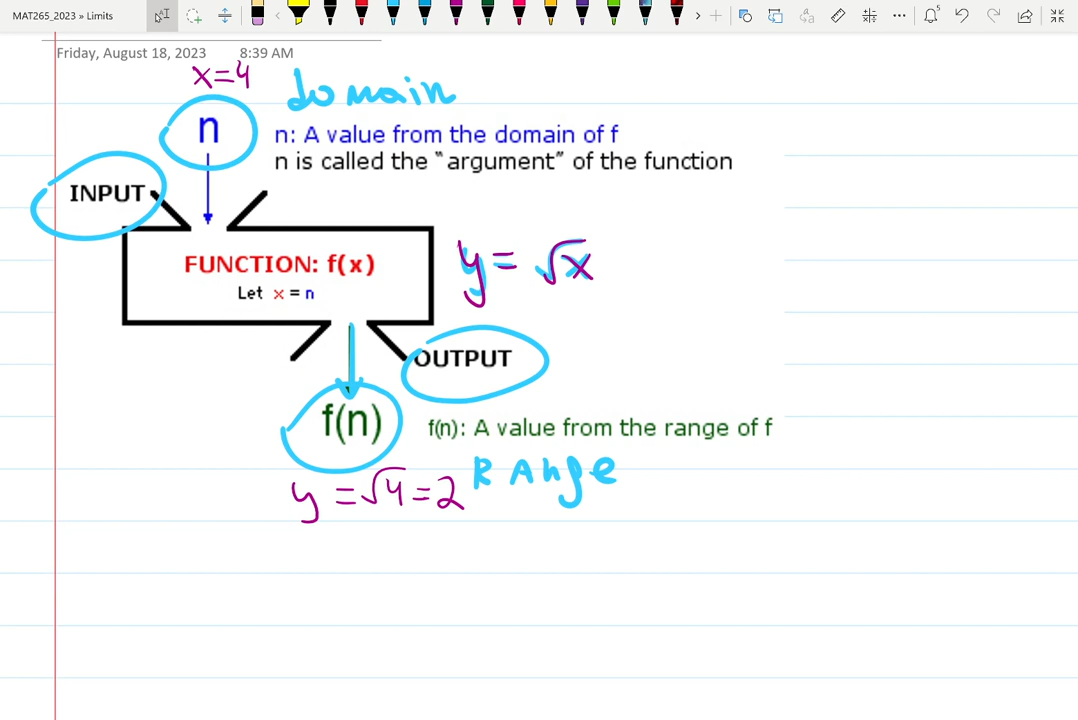 MAT265_2023 » Limits
Friday, August 18, 2023 8:39 AM
x=4
domain
n
n: A value from the domain of f
n is called the “argument” of the function
INPUT
FUNCTION: f(x)
Let x = n
y = √x
OUTPUT
f(n)
f(n): A value from the range of f
RAnge
y = √4 = 2